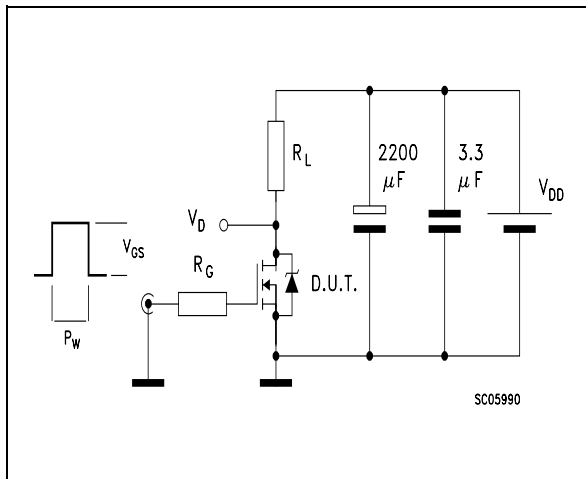 R_L
2200
μF
3.3
μF
V_DD
V_D
V_GS
R_G
D.U.T.
P_W
SC05990